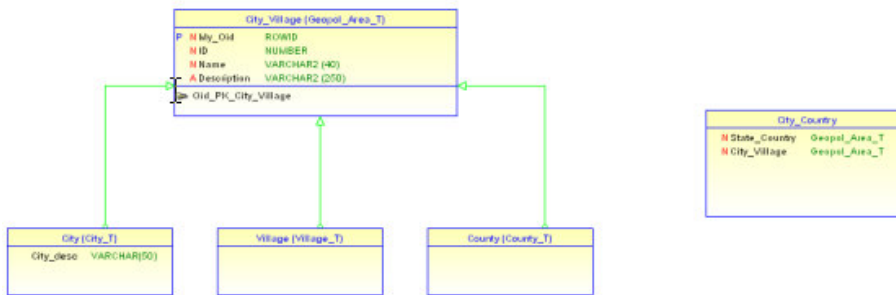 City_Village (Geopol_Area_T)
P N My_Oid ROWID
N ID NUMBER
N Name VARCHAR2 (40)
A Description VARCHAR2 (250)
Oid_PK_City_Village
City_Country
N State_Country Geopol_Area_T
N City_Village Geopol_Area_T
City (City_T)
City_desc VARCHAR(50)
Village (Village_T)
County (County_T)